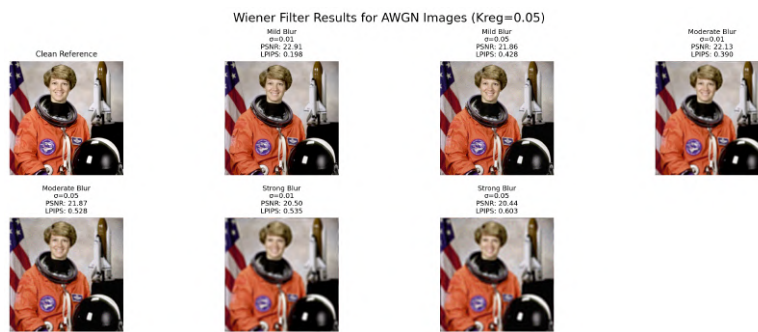 Wiener Filter Results for AWGN Images (Kreg=0.05)
Clean Reference
Mild Blur
σ=0.01
PSNR: 22.91
LPIPS: 0.198
Mild Blur
σ=0.05
PSNR: 21.86
LPIPS: 0.428
Moderate Blur
σ=0.01
PSNR: 22.13
LPIPS: 0.390
Moderate Blur
σ=0.05
PSNR: 21.87
LPIPS: 0.528
Strong Blur
σ=0.01
PSNR: 20.50
LPIPS: 0.535
Strong Blur
σ=0.05
PSNR: 20.44
LPIPS: 0.603